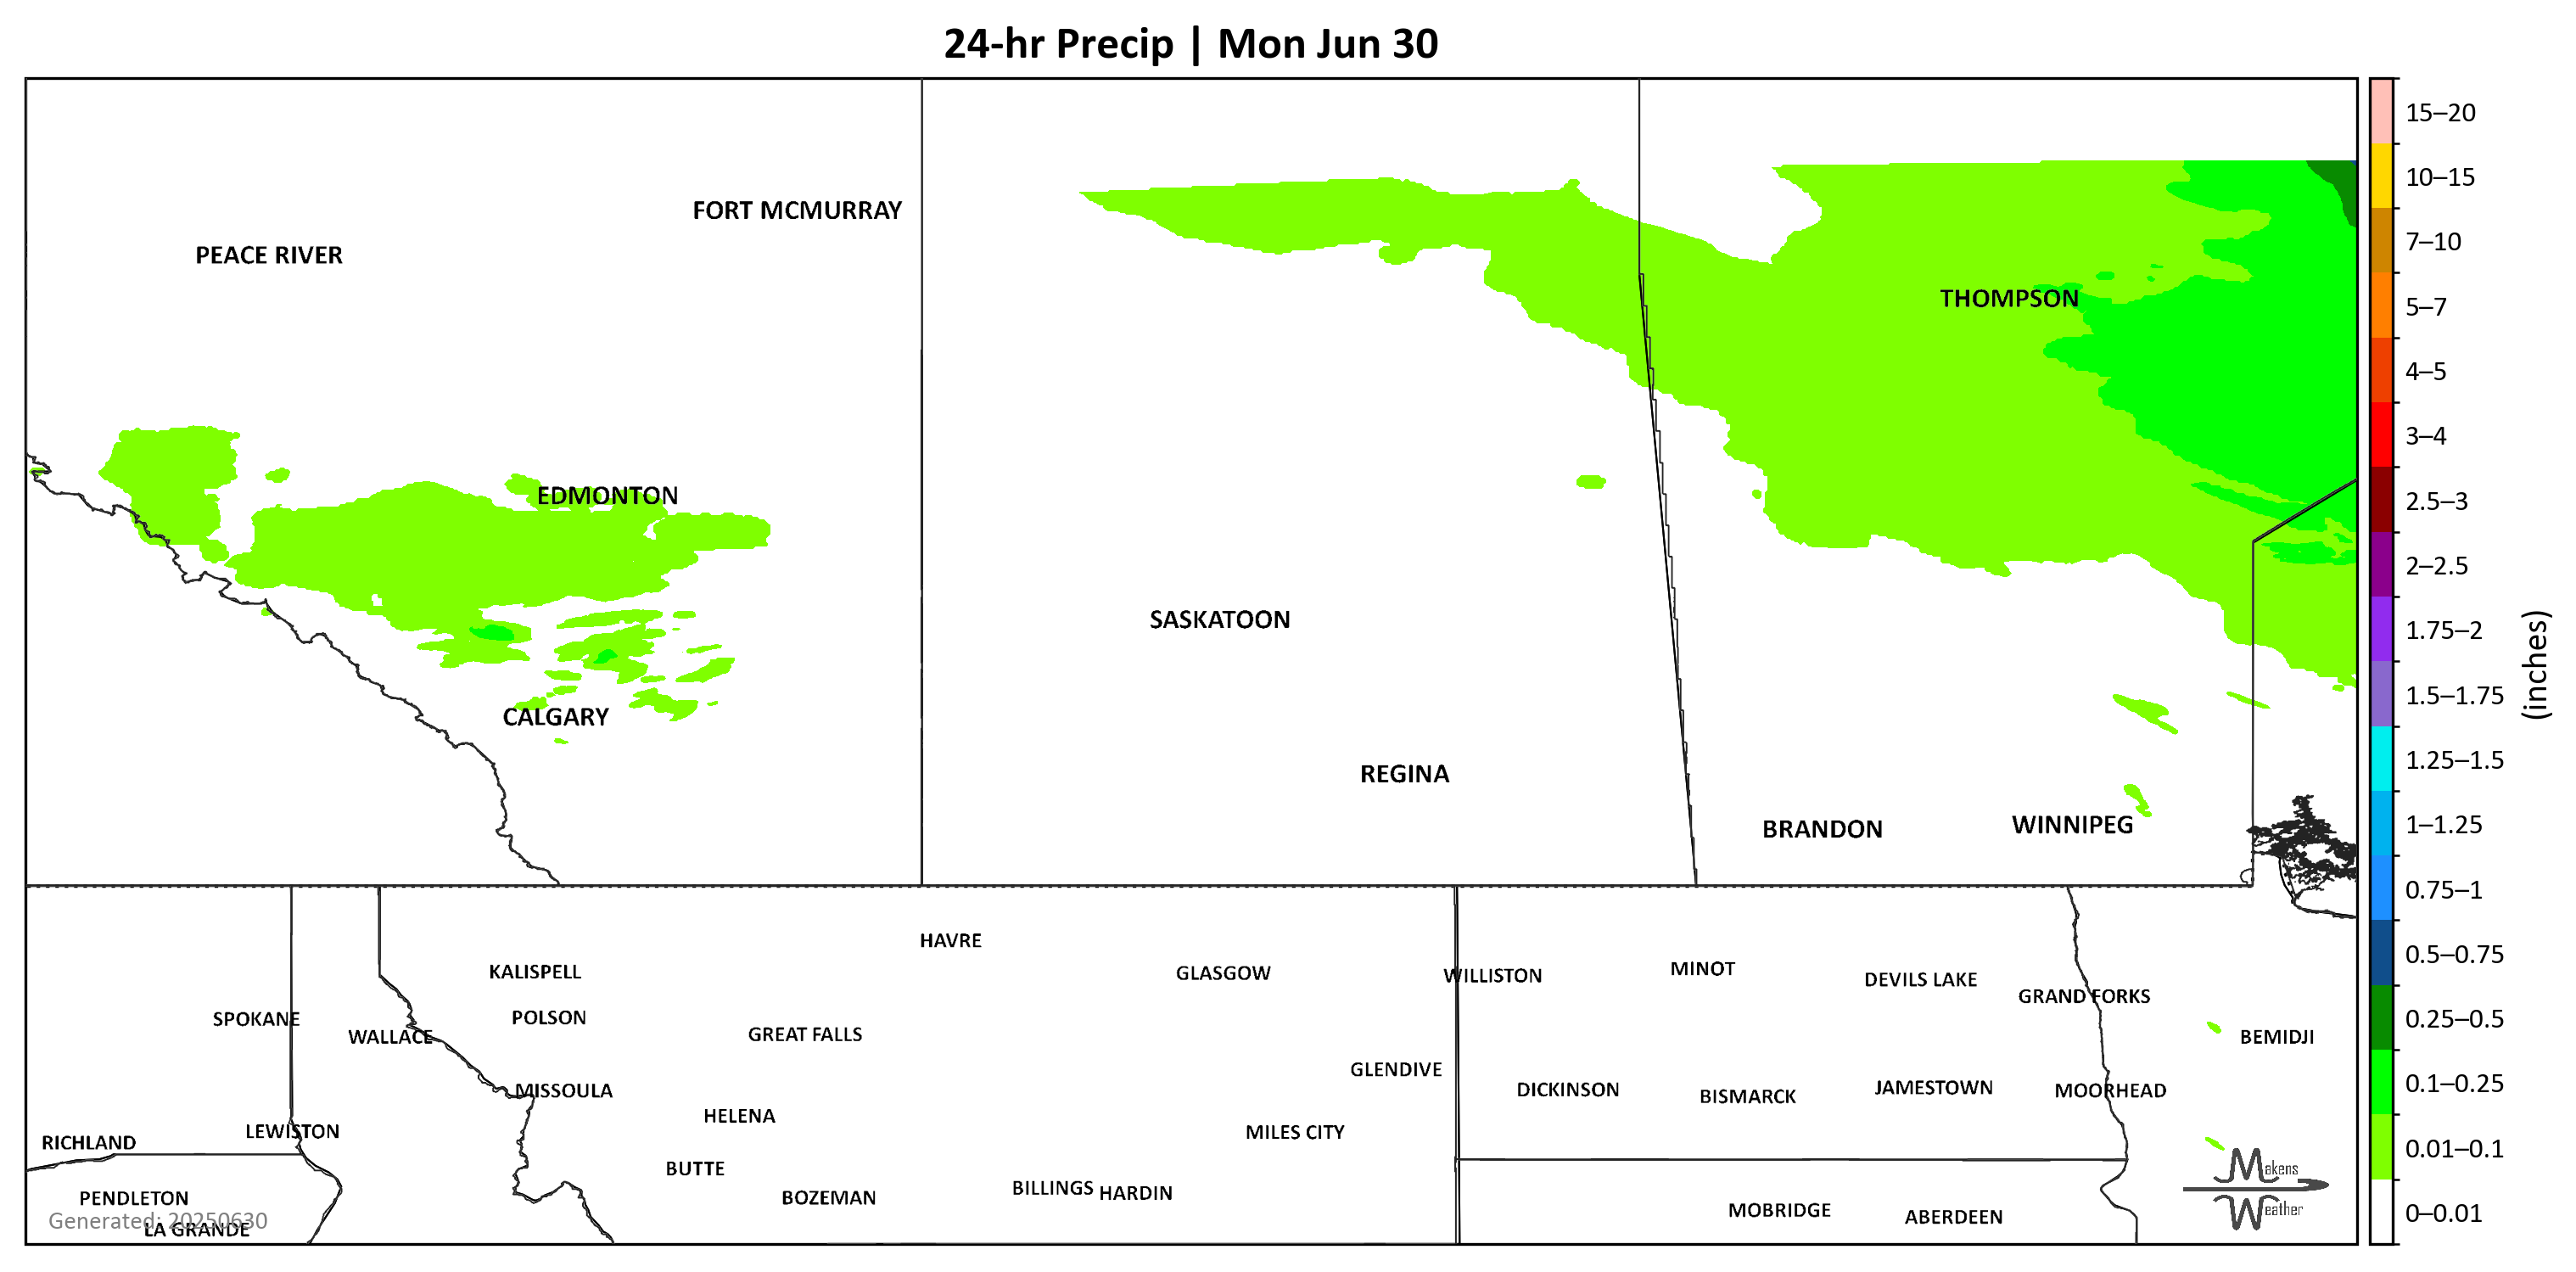 24-hr Precip | Mon Jun 30
15–20
10–15
7–10
5–7
4–5
3–4
2.5–3
2–2.5
1.75–2
1.5–1.75
1.25–1.5
1–1.25
0.75–1
0.5–0.75
0.25–0.5
0.1–0.25
0.01–0.1
0–0.01
(inches)
FORT MCMURRAY
PEACE RIVER
THOMPSON
EDMONTON
SASKATOON
CALGARY
REGINA
BRANDON
WINNIPEG
HAVRE
KALISPELL
GLASGOW
WILLISTON
MINOT
DEVILS LAKE
GRAND FORKS
SPOKANE
WALLACE
POLSON
GREAT FALLS
BEMIDJI
GLENDIVE
MISSOULA
DICKINSON
BISMARCK
JAMESTOWN
MOORHEAD
HELENA
RICHLAND
LEWISTON
MILES CITY
BUTTE
BOZEMAN
BILLINGS
HARDIN
PENDLETON
MOBRIDGE
ABERDEEN
Generated: 20250630
LA GRANDE
Makens
Weather